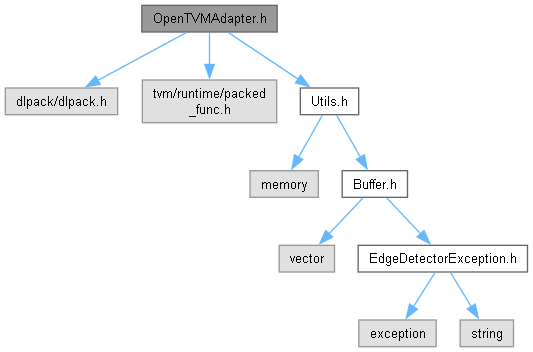 OpenTVMAdapter.h
dlpack/dlpack.h
tvm/runtime/packed
_func.h
Utils.h
memory
Buffer.h
vector
EdgeDetectorException.h
exception
string